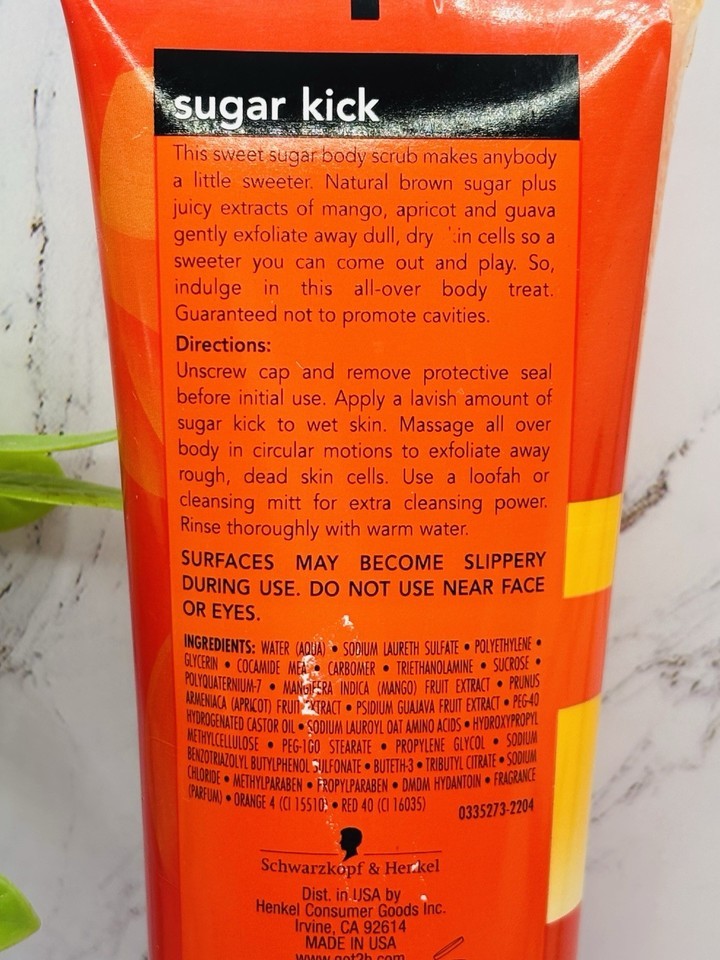 sugar kick
This sweet sugar body scrub makes anybody
a little sweeter. Natural brown sugar plus
juicy extracts of mango, apricot and guava
gently exfoliate away dull, dry in cells so a
sweeter you can come out and play. So,
indulge in this all-over body treat.
Guaranteed not to promote cavities.
Directions:
Unscrew cap and remove protective seal
before initial use. Apply a lavish amount of
sugar kick to wet skin. Massage all over
body in circular motions to exfoliate away
rough, dead skin cells. Use a loofah or
cleansing mitt for extra cleansing power.
Rinse thoroughly with warm water.
SURFACES MAY BECOME SLIPPERY
DURING USE. DO NOT USE NEAR FACE
OR EYES.
INGREDIENTS: WATER (AQUA) • SODIUM LAURETH SULFATE • POLYETHYLENE •
GLYCERIN • COCAMIDE MEA • CARBOMER • TRIETHANOLAMINE • SUCROSE •
POLYQUATERNIUM-7 • MANGIFERA INDICA (MANGO) FRUIT EXTRACT • PRUNUS
ARMENIACA (APRICOT) FRUIT EXTRACT • PSIDIUM GUAJAVA FRUIT EXTRACT • PEG-40
HYDROGENATED CASTOR OIL • SODIUM LAUROYL OAT AMINO ACIDS • HYDROXYPROPYL
METHYLCELLULOSE • PEG-100 STEARATE • PROPYLENE GLYCOL • SODIUM
BENZOTRIAZOLYL BUTYLPHENOL SULFONATE • BUTETH-3 • TRIBUTYL CITRATE • SODIUM
CHLORIDE • METHYLPARABEN • PROPYLPARABEN • DMDM HYDANTOIN • FRAGRANCE
(PARFUM) • ORANGE 4 (CI 15510) • RED 40 (CI 16035)
0335273-2204
Schwarzkopf & Henkel
Dist. in USA by
Henkel Consumer Goods Inc.
Irvine, CA 92614
MADE IN USA
www.got2b.com